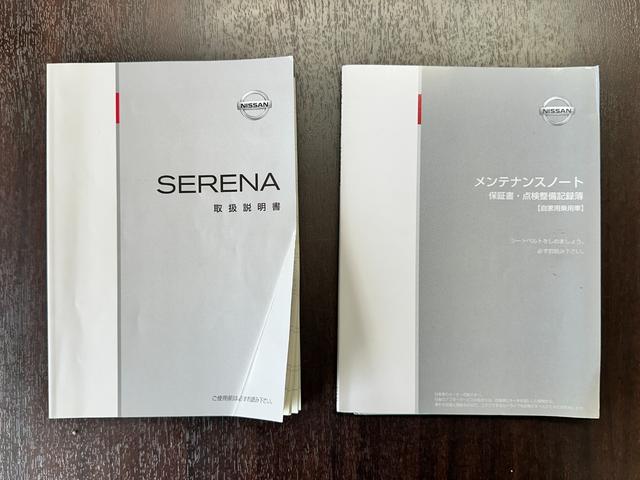 NISSAN
SERENA
取扱説明書
ご使用前は必ずお読み下さい。
NISSAN
メンテナンスノート
保証書・点検整備記録簿
【自家用乗用車】
シートベルトをしめましょう。
必ずお読み下さい。